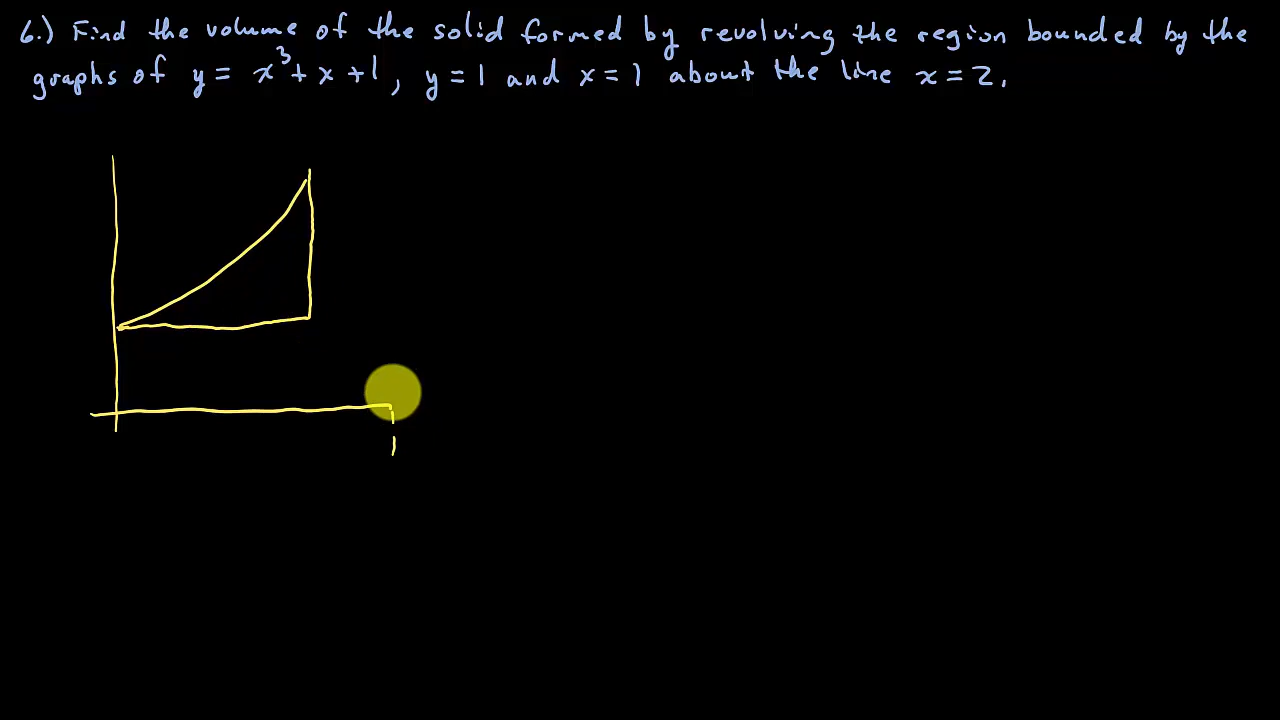 6.) Find the volume of the solid formed by revolving the region bounded by the
graphs of y = x³ + x + 1, y = 1 and x = 1 about the line x = 2.